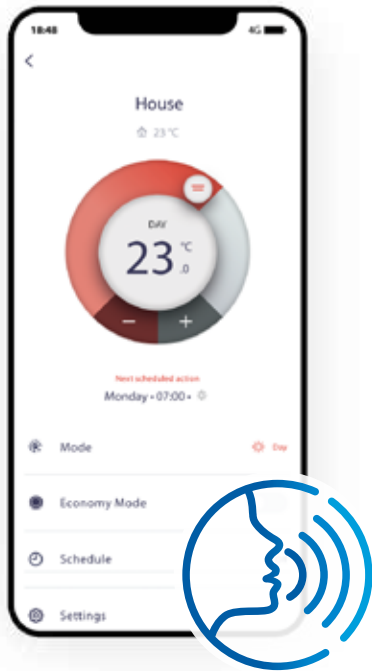 18:48 4G
House
23 °C
DAY
23 °C .0
− +
Next scheduled action
Monday • 07:00 •
Mode Day
Economy Mode
Schedule
Settings